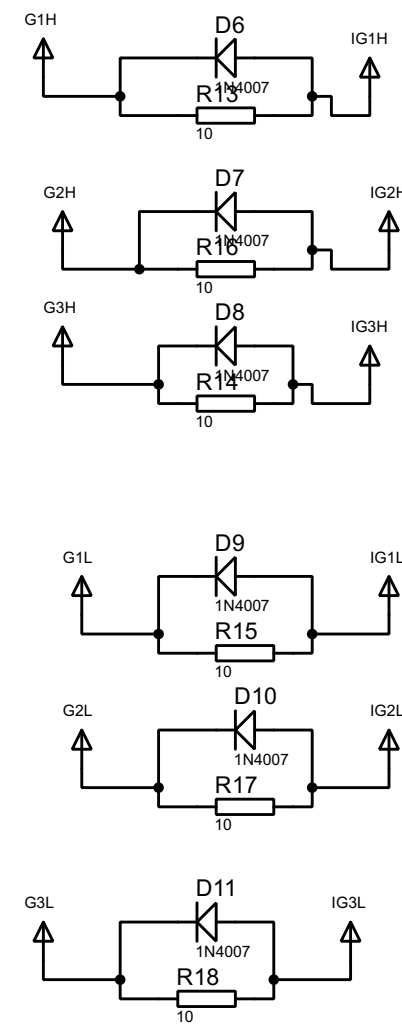 G1H
D6
IG1H
R13
1N4007
10
G2H
D7
IG2H
R16
1N4007
10
G3H
D8
IG3H
R14
1N4007
10
G1L
D9
IG1L
1N4007
R15
10
G2L
D10
IG2L
1N4007
R17
10
G3L
D11
IG3L
1N4007
R18
10